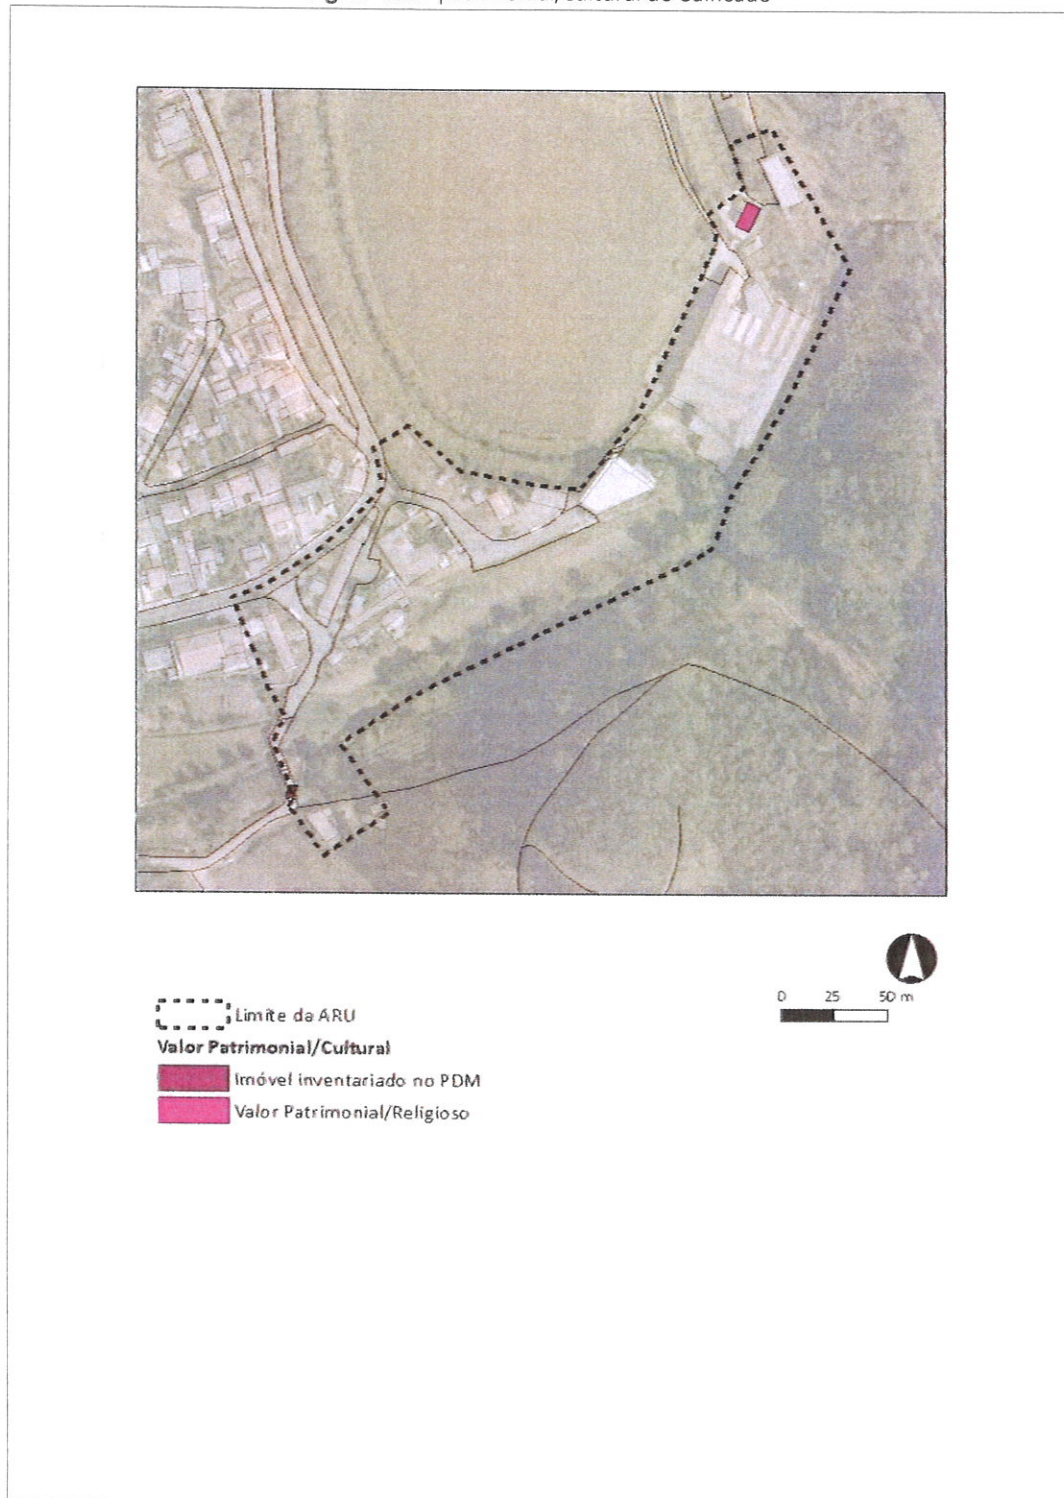 0 25 50 m
Limite da ARU
Valor Patrimonial/Cultural
Imóvel inventariado no PDM
Valor Patrimonial/Religioso